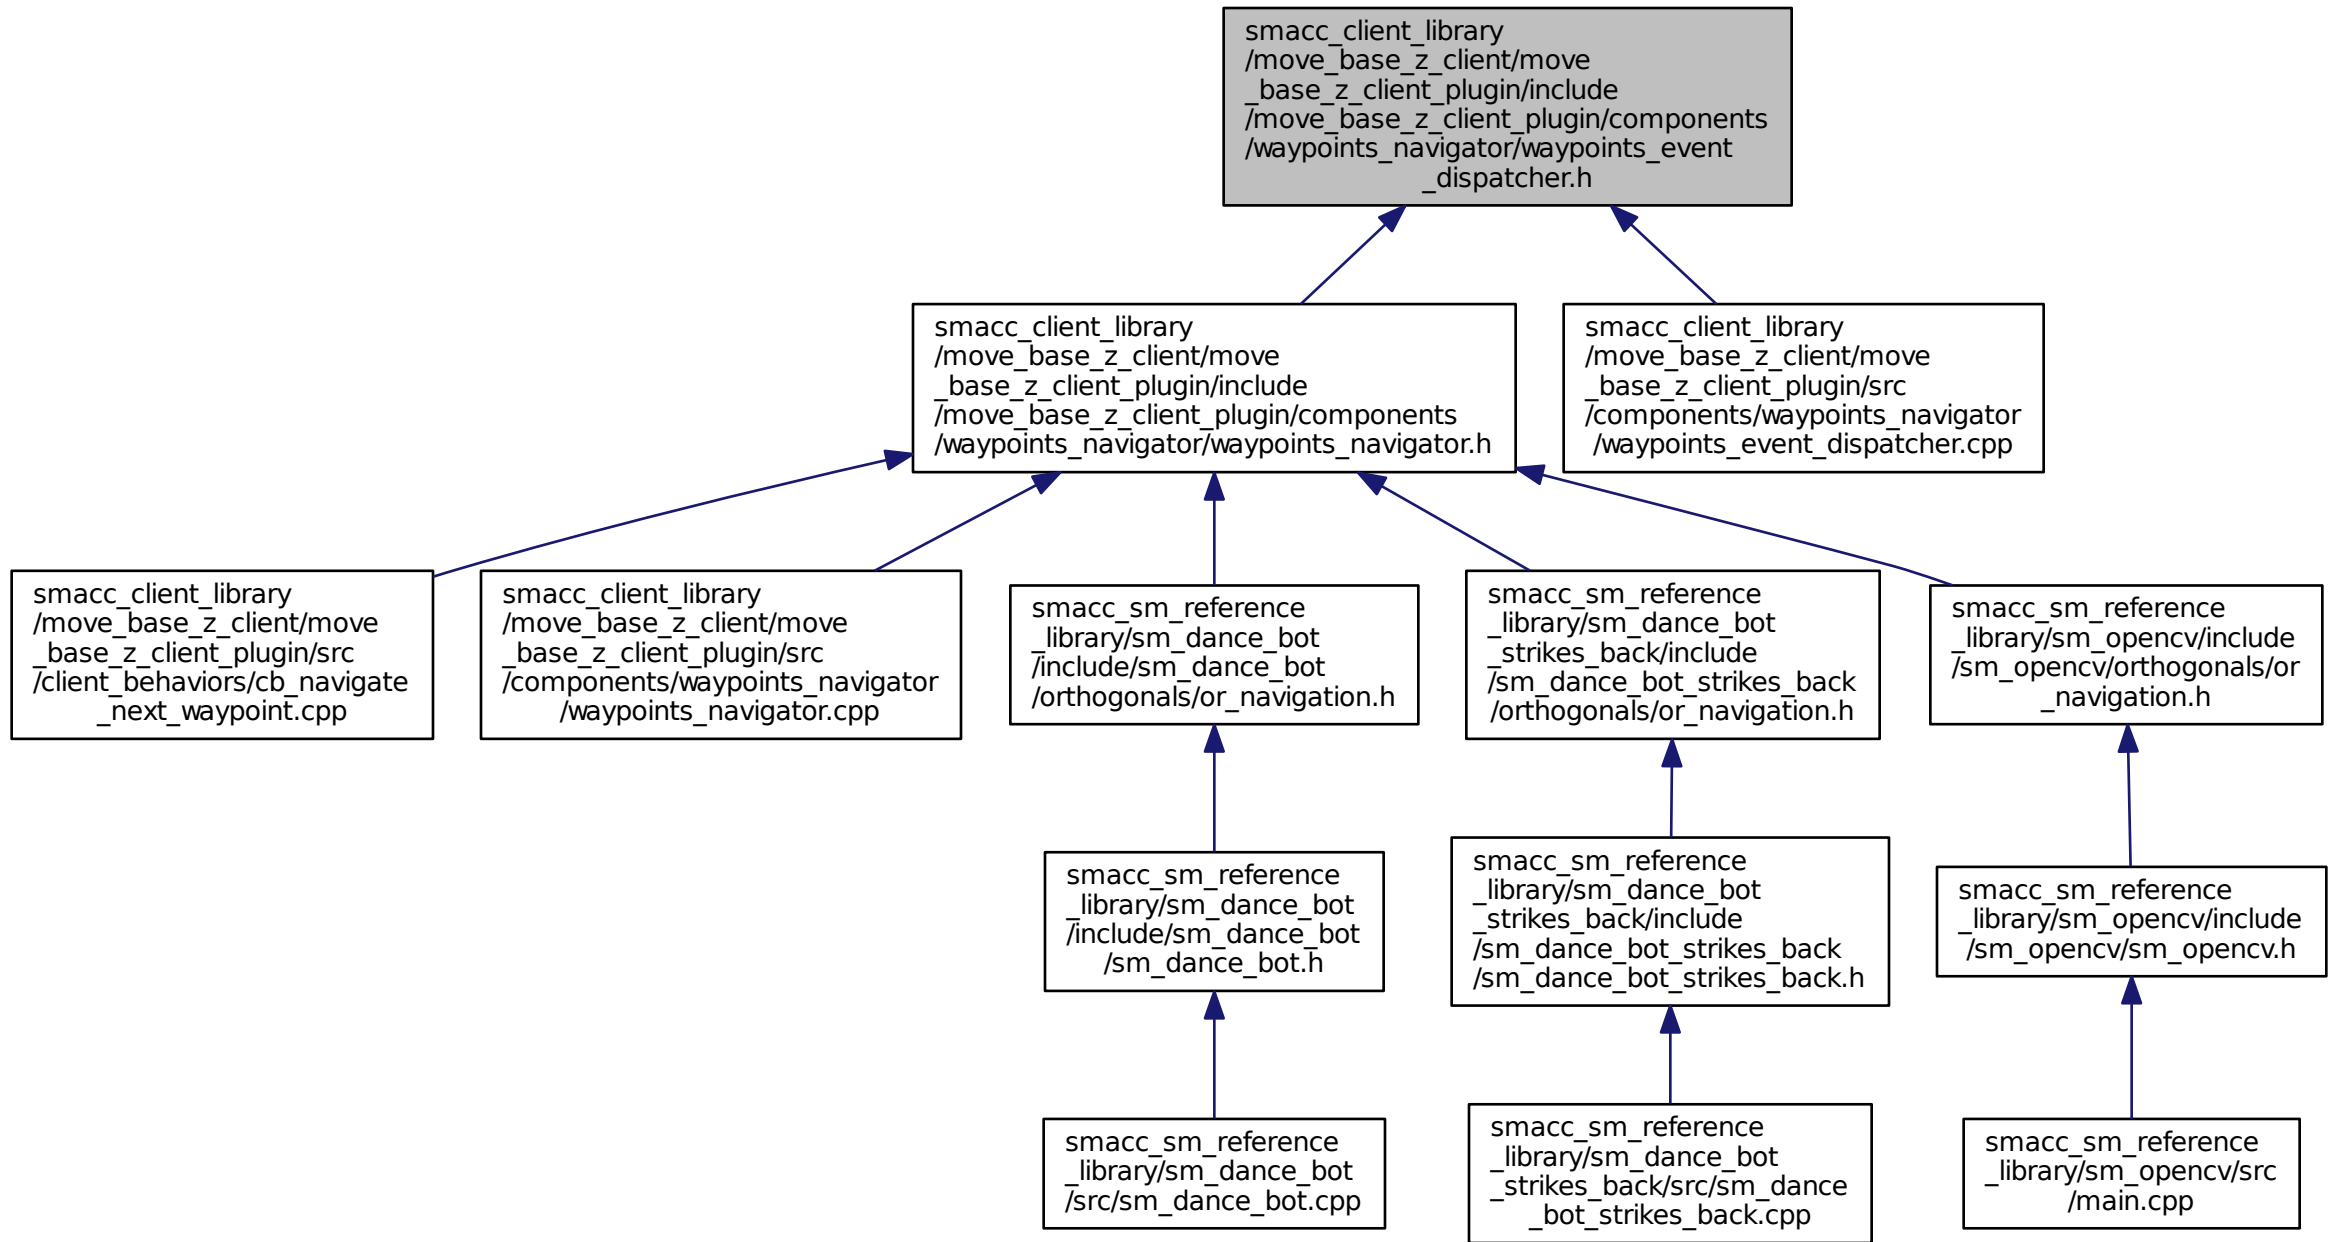 smacc_client_library
/move_base_z_client/move
_base_z_client_plugin/include
/move_base_z_client_plugin/components
/waypoints_navigator/waypoints_event
_dispatcher.h
smacc_client_library
/move_base_z_client/move
_base_z_client_plugin/include
/move_base_z_client_plugin/components
/waypoints_navigator/waypoints_navigator.h
smacc_client_library
/move_base_z_client/move
_base_z_client_plugin/src
/components/waypoints_navigator
/waypoints_event_dispatcher.cpp
smacc_client_library
/move_base_z_client/move
_base_z_client_plugin/src
/client_behaviors/cb_navigate
_next_waypoint.cpp
smacc_client_library
/move_base_z_client/move
_base_z_client_plugin/src
/components/waypoints_navigator
/waypoints_navigator.cpp
smacc_sm_reference
_library/sm_dance_bot
/include/sm_dance_bot
/orthogonals/or_navigation.h
smacc_sm_reference
_library/sm_dance_bot
_strikes_back/include
/sm_dance_bot_strikes_back
/orthogonals/or_navigation.h
smacc_sm_reference
_library/sm_opencv/include
/sm_opencv/orthogonals/or
_navigation.h
smacc_sm_reference
_library/sm_dance_bot
/include/sm_dance_bot
/sm_dance_bot.h
smacc_sm_reference
_library/sm_dance_bot
_strikes_back/include
/sm_dance_bot_strikes_back
/sm_dance_bot_strikes_back.h
smacc_sm_reference
_library/sm_opencv/include
/sm_opencv/sm_opencv.h
smacc_sm_reference
_library/sm_dance_bot
/src/sm_dance_bot.cpp
smacc_sm_reference
_library/sm_dance_bot
_strikes_back/src/sm_dance
_bot_strikes_back.cpp
smacc_sm_reference
_library/sm_opencv/src
/main.cpp